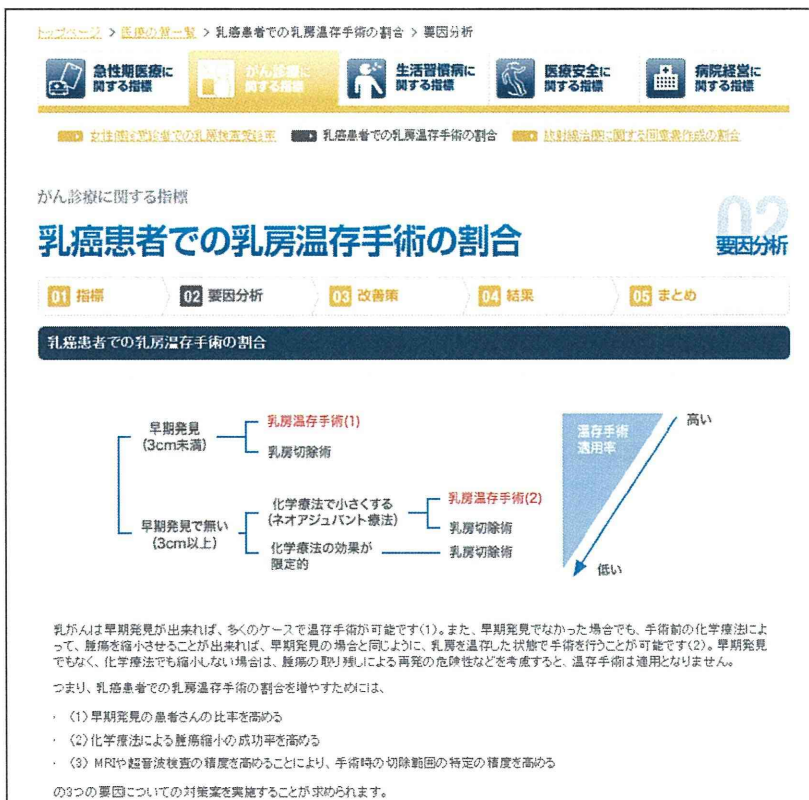 トップページ > 医療の質一覧 > 乳癌患者での乳房温存手術の割合 > 要因分析
急性期医療に
関する指標
がん診療に
関する指標
生活習慣病に
関する指標
医療安全に
関する指標
病院経営に
関する指標
乳癌患者での乳房温存手術の割合
がん診療に関する指標
乳癌患者での乳房温存手術の割合
02
要因分析
01 指標
02 要因分析
03 改善策
04 結果
05 まとめ
乳癌患者での乳房温存手術の割合
早期発見
(3cm未満)
乳房温存手術(1)
乳房切除術
早期発見で無い
(3cm以上)
化学療法で小さくする
(ネオアジュバント療法)
乳房温存手術(2)
乳房切除術
化学療法の効果が
限定的
乳房切除術
温存手術
適用率
高い
低い
乳がんは早期発見が出来れば、多くのケースで温存手術が可能です(1)。また、早期発見でなかった場合でも、手術前の化学療法によ
って、腫瘍を縮小させることが出来れば、早期発見の場合と同じように、乳房を温存した状態で手術を行うことが可能です(2)。早期発見
でもなく、化学療法でも縮小しない場合は、腫瘍の取り残しによる再発の危険性などを考慮すると、温存手術は適用となりません。
つまり、乳癌患者での乳房温存手術の割合を増やすためには、
・ (1)早期発見の患者さんの比率を高める
・ (2)化学療法による腫瘍縮小の成功率を高める
・ (3) MRIや超音波検査の精度を高めることにより、手術時の切除範囲の特定の精度を高める
の3つの要因についての対策案を実施することが求められます。